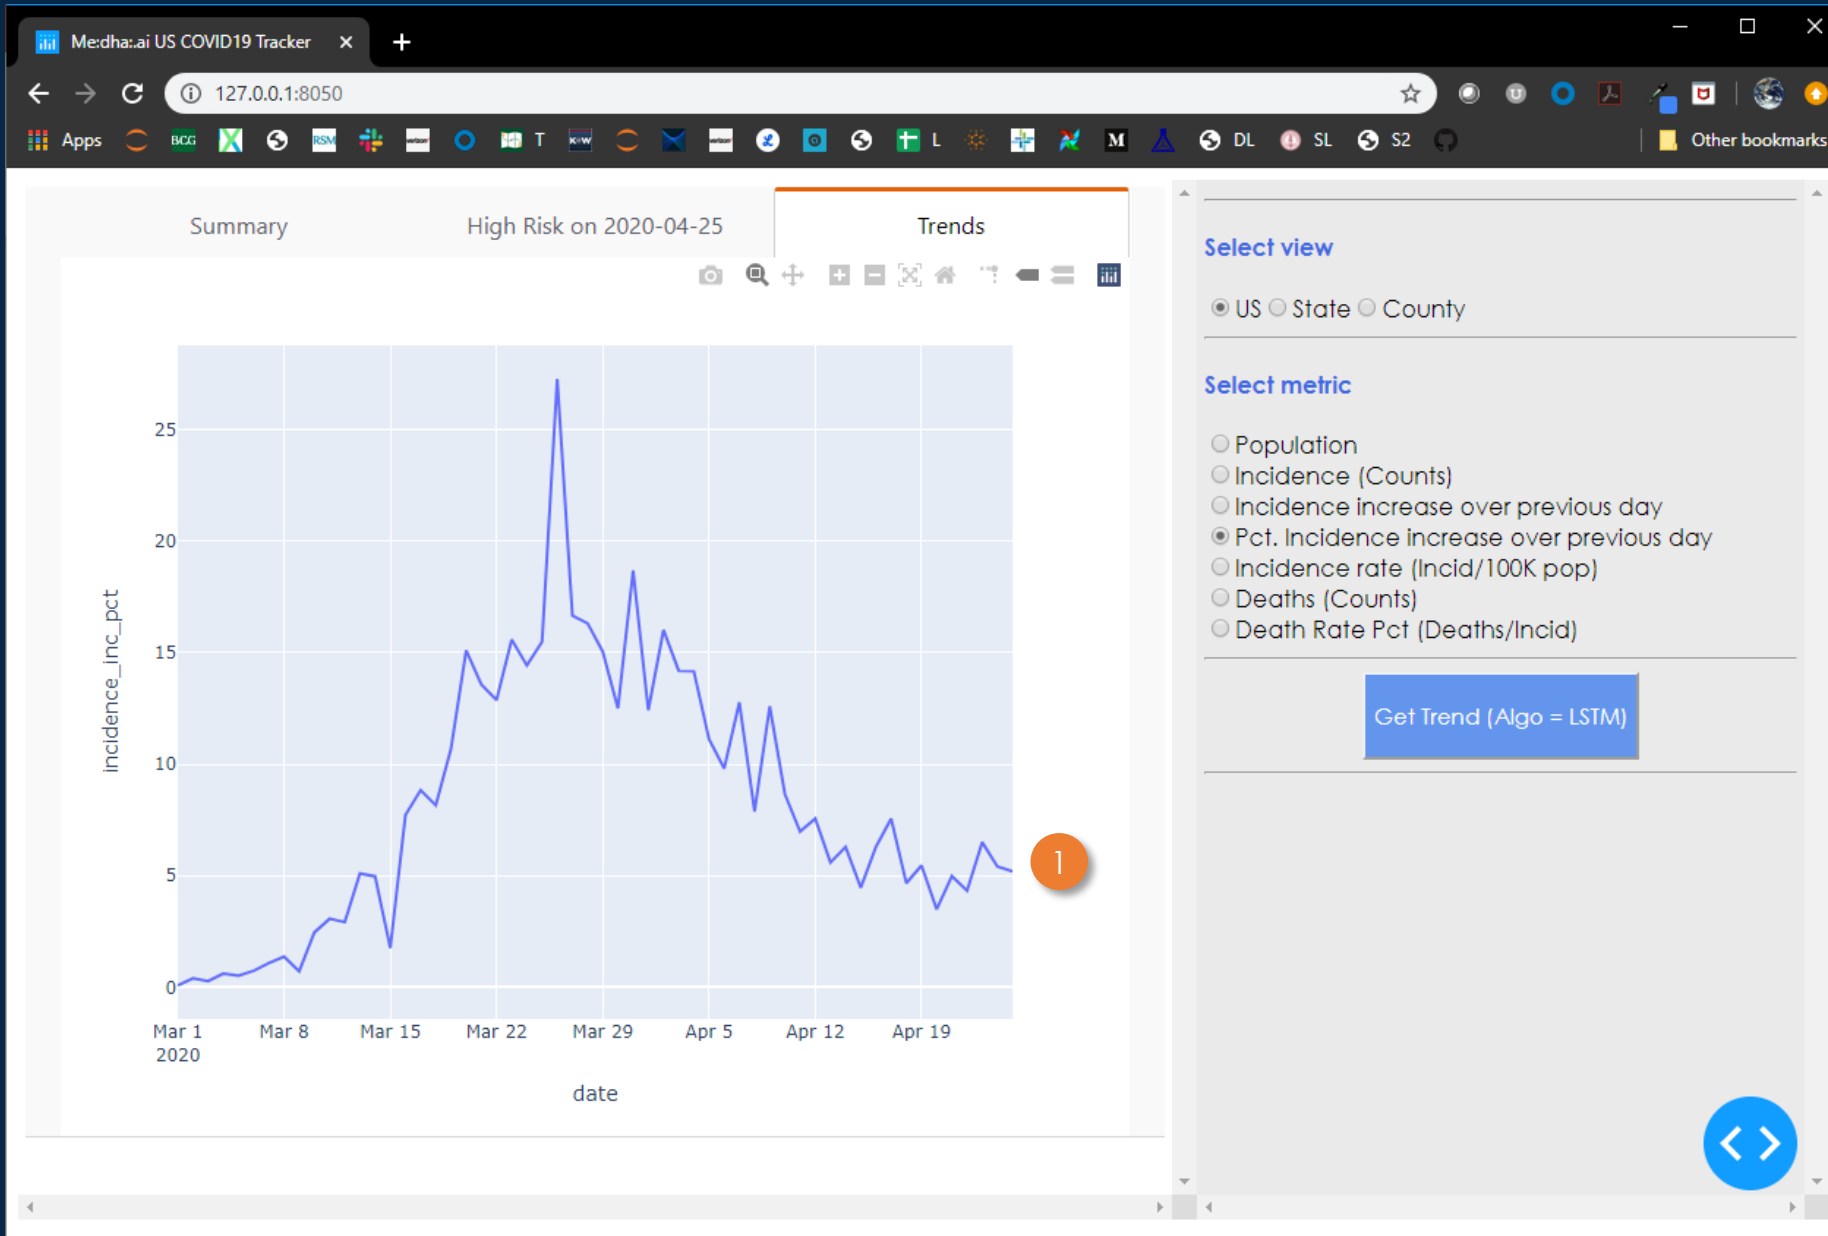 Me:dha:.ai US COVID19 Tracker
127.0.0.1:8050
Apps BCG RSM verizon T K+W verizon L M DL SL S2 Other bookmarks
Summary High Risk on 2020-04-25 Trends
25
20
15
10
5
0
incidence_inc_pct
Mar 1 Mar 8 Mar 15 Mar 22 Mar 29 Apr 5 Apr 12 Apr 19
2020
date
1
Select view
US State County
Select metric
Population
Incidence (Counts)
Incidence increase over previous day
Pct. Incidence increase over previous day
Incidence rate (Incid/100K pop)
Deaths (Counts)
Death Rate Pct (Deaths/Incid)
Get Trend (Algo = LSTM)